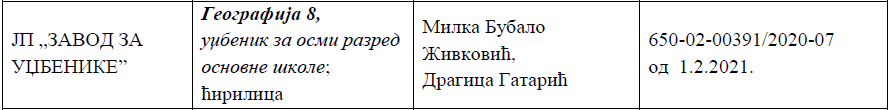 ЈП „ЗАВОД ЗА
УЏБЕНИКЕ”
Географија 8,
уџбеник за осми разред
основне школе;
ћирилица
Милка Бубало
Живковић,
Драгица Гатарић
650-02-00391/2020-07
од 1.2.2021.